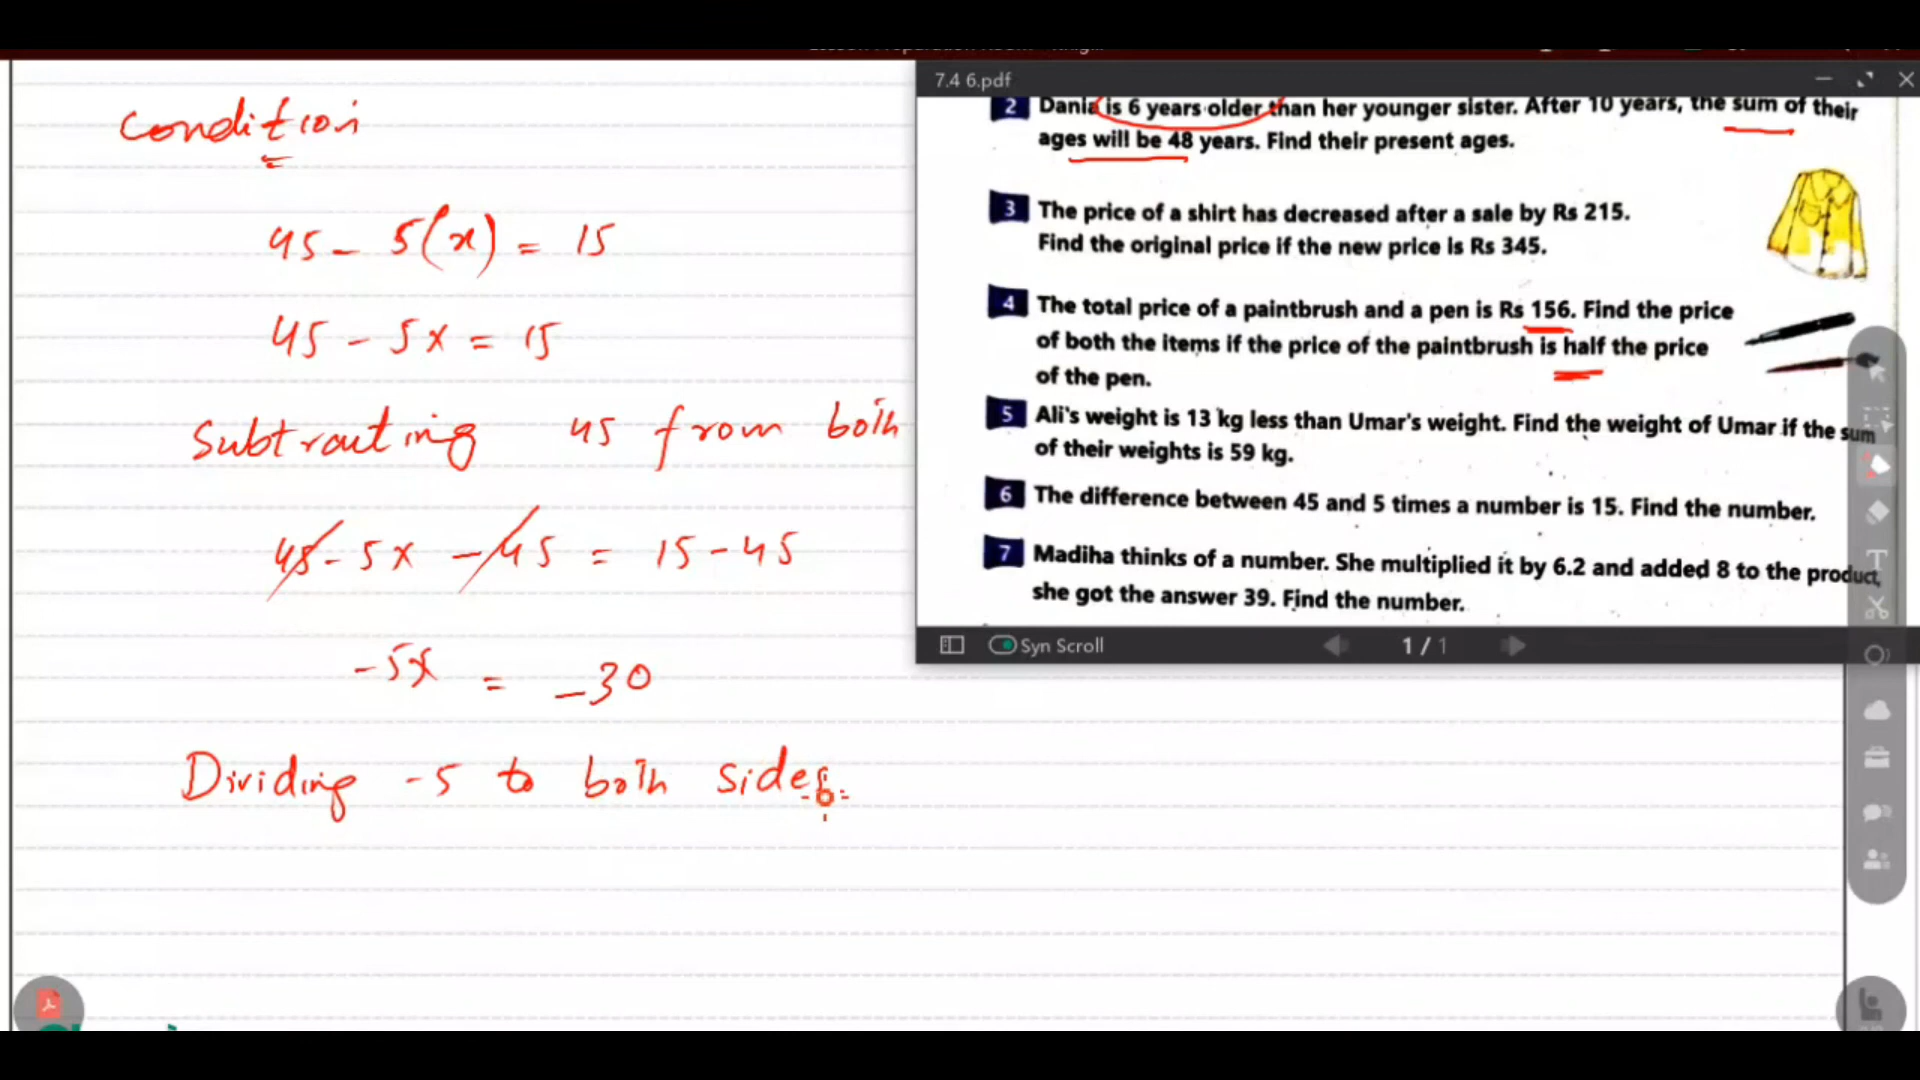 Condition
45 - 5(x) = 15
45 - 5x = 15
Subtracting 45 from both
45 - 5x - 45 = 15 - 45
-5x = -30
Dividing -5 to both sides.
7.4 6.pdf
2 Dania is 6 years older than her younger sister. After 10 years, the sum of their
ages will be 48 years. Find their present ages.
3 The price of a shirt has decreased after a sale by Rs 215.
Find the original price if the new price is Rs 345.
4 The total price of a paintbrush and a pen is Rs 156. Find the price
of both the items if the price of the paintbrush is half the price
of the pen.
5 Ali's weight is 13 kg less than Umar's weight. Find the weight of Umar if the sum
of their weights is 59 kg.
6 The difference between 45 and 5 times a number is 15. Find the number.
7 Madiha thinks of a number. She multiplied it by 6.2 and added 8 to the product,
she got the answer 39. Find the number.
Syn Scroll
1 / 1